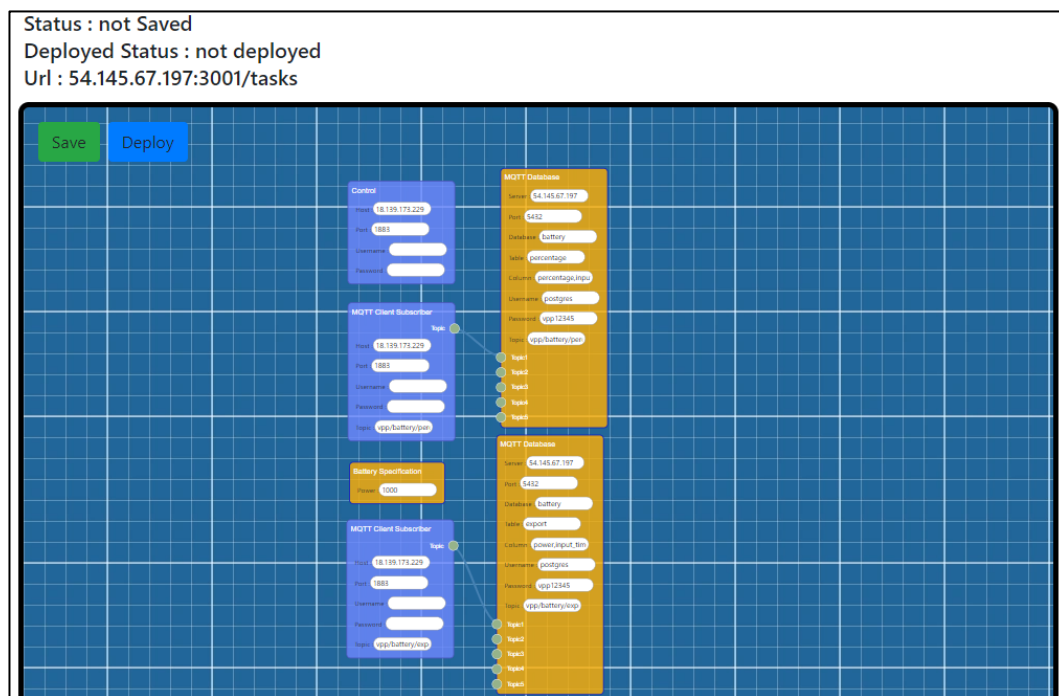 Status : not Saved
Deployed Status : not deployed
Url : 54.145.67.197:3001/tasks
Save
Deploy
Control
Host 18.139.173.229
Port 1883
Username
Password
MQTT Client Subscriber
Topic
Host 18.139.173.229
Port 1883
Username
Password
Topic vpp/battery/per
Battery Specification
Power 1000
MQTT Client Subscriber
Topic
Host 18.139.173.229
Port 1883
Username
Password
Topic vpp/battery/exp
MQTT Database
Server 54.145.67.197
Port 5432
Database battery
Table percentage
Column percentage,inpu
Username postgres
Password vpp12345
Topic vpp/battery/per
Topic1
Topic2
Topic3
Topic4
Topic5
MQTT Database
Server 54.145.67.197
Port 5432
Database battery
Table export
Column power,input_tim
Username postgres
Password vpp12345
Topic vpp/battery/exp
Topic1
Topic2
Topic3
Topic4
Topic5